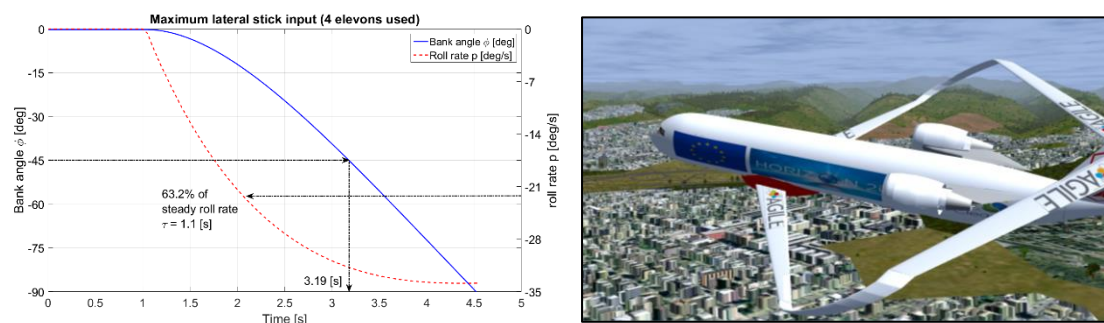 Maximum lateral stick input (4 elevons used)
Bank angle ϕ [deg]
Roll rate p [deg/s]
0
-15
-30
-45
-60
-75
-90
Bank angle ϕ [deg]
0
-7
-14
-21
-28
-35
roll rate p [deg/s]
63.2% of
steady roll rate
τ = 1.1 [s]
3.19 [s]
0
0.5
1
1.5
2
2.5
3
3.5
4
4.5
5
Time [s]
HORIZ
AGILE
AGILE
AGILE